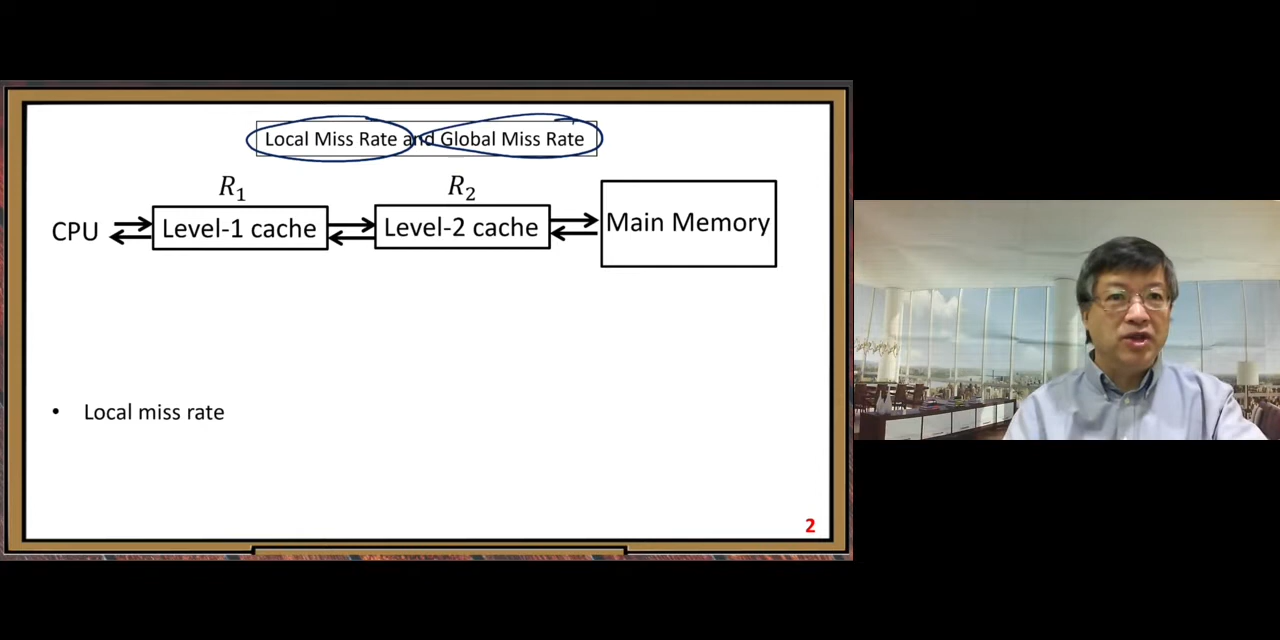 Local Miss Rate and Global Miss Rate
R₁ R₂
CPU Level-1 cache Level-2 cache Main Memory
• Local miss rate
2